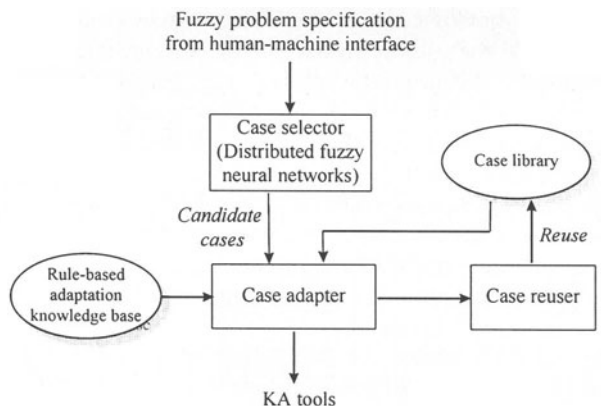 Fuzzy problem specification
from human-machine interface
Case selector
(Distributed fuzzy
neural networks)
Case library
Candidate
cases
Reuse
Rule-based
adaptation
knowledge base
Case adapter
Case reuser
KA tools